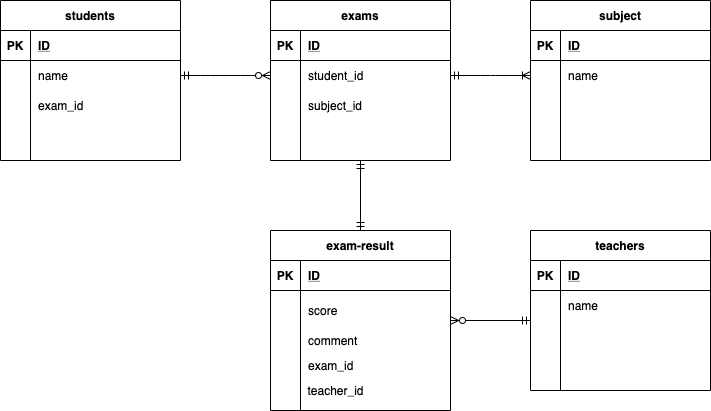 students
PK ID
name
exam_id
exams
PK ID
student_id
subject_id
subject
PK ID
name
exam-result
PK ID
score
comment
exam_id
teacher_id
teachers
PK ID
name